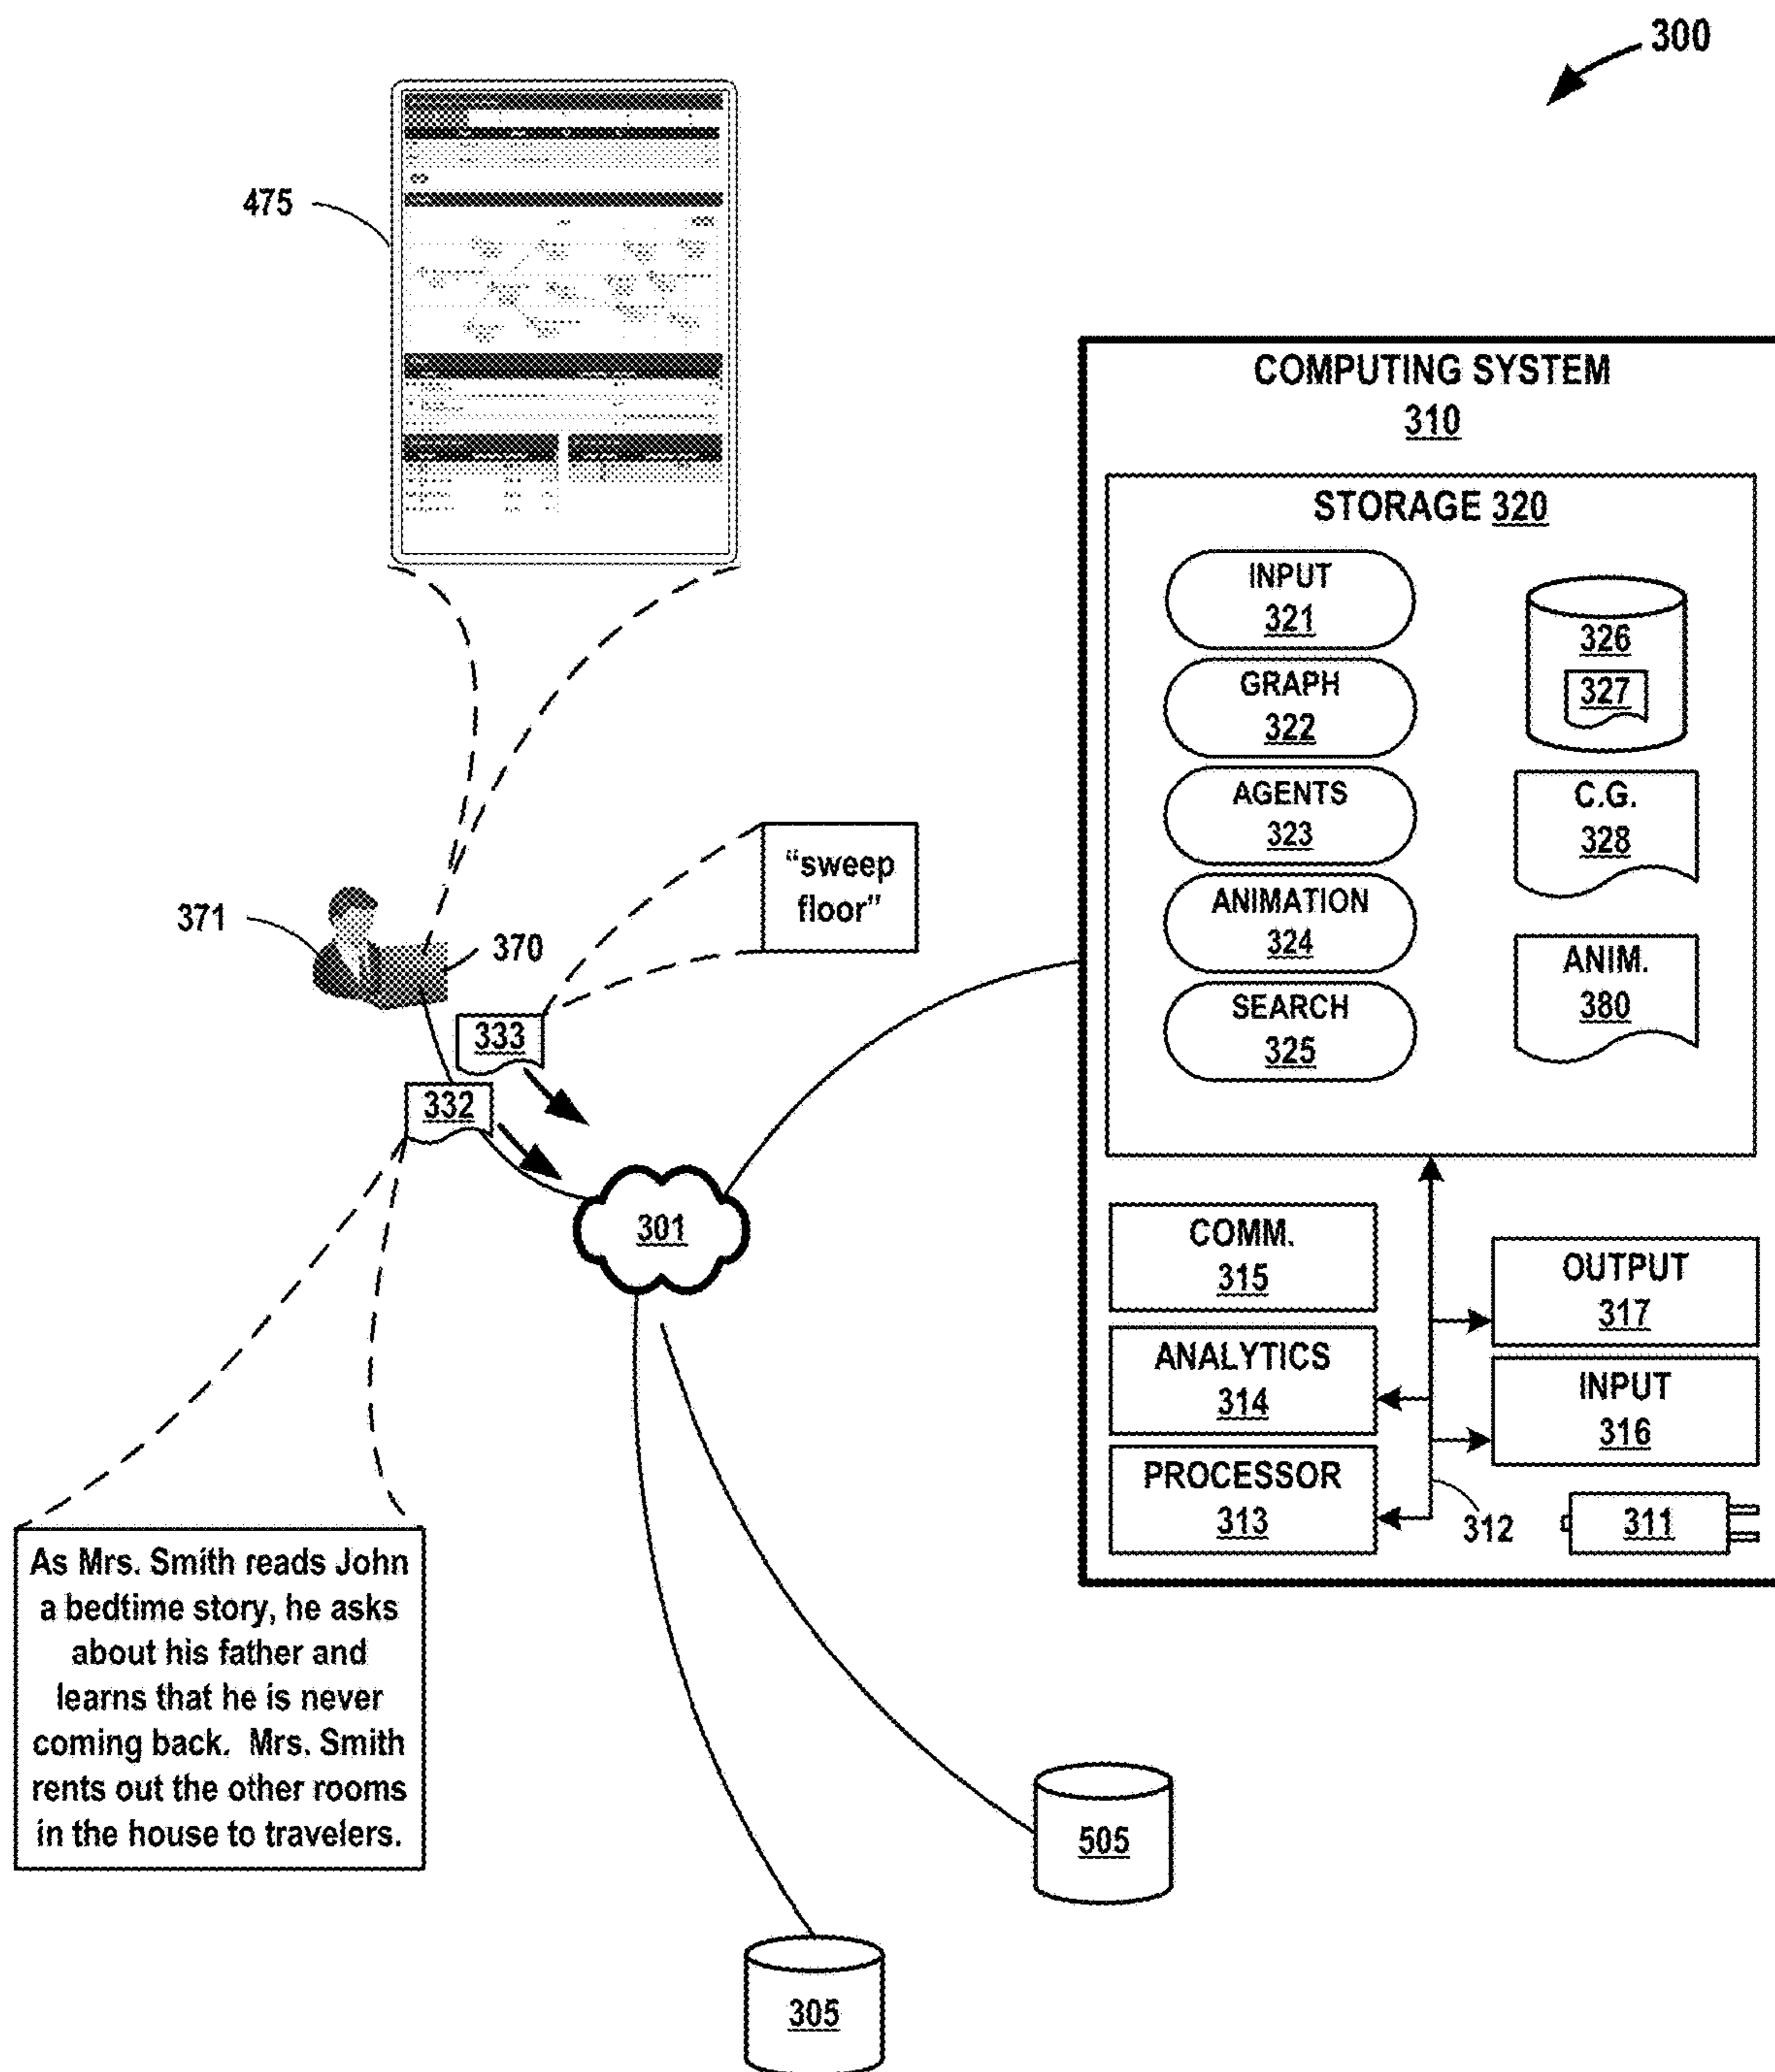 300
475
COMPUTING SYSTEM
310
STORAGE 320
INPUT
321
GRAPH
322
AGENTS
323
ANIMATION
324
SEARCH
325
326
327
C.G.
328
ANIM.
380
"sweep
floor"
371
370
333
332
301
COMM.
315
ANALYTICS
314
PROCESSOR
313
OUTPUT
317
INPUT
316
312
311
As Mrs. Smith reads John
a bedtime story, he asks
about his father and
learns that he is never
coming back. Mrs. Smith
rents out the other rooms
in the house to travelers.
505
305